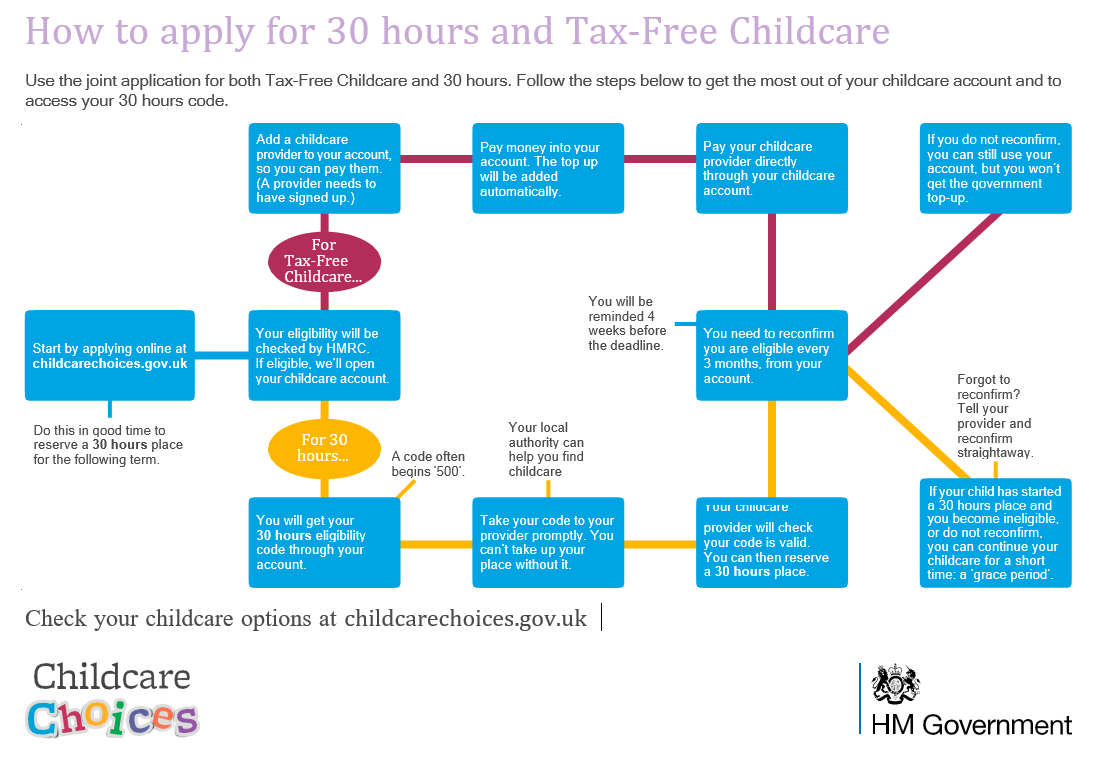 How to apply for 30 hours and Tax-Free Childcare
Use the joint application for both Tax-Free Childcare and 30 hours. Follow the steps below to get the most out of your childcare account and to
access your 30 hours code.
Add a childcare
provider to your account,
so you can pay them.
(A provider needs to
have signed up.)
Pay money into your
account. The top up
will be added
automatically.
Pay your childcare
provider directly
through your childcare
account.
If you do not reconfirm,
you can still use your
account, but you won't
get the government
top-up.
For
Tax-Free
Childcare...
Start by applying online at
childcarechoices.gov.uk
Do this in good time to
reserve a 30 hours place
for the following term.
Your eligibility will be
checked by HMRC.
If eligible, we'll open
your childcare account.
You will be
reminded 4
weeks before
the deadline.
You need to reconfirm
you are eligible every
3 months, from your
account.
For 30
hours...
A code often
begins '500'.
Your local
authority can
help you find
childcare
Forgot to
reconfirm?
Tell your
provider and
reconfirm
straightaway.
You will get your
30 hours eligibility
code through your
account.
Take your code to your
provider promptly. You
can't take up your
place without it.
Your childcare
provider will check
your code is valid.
You can then reserve
a 30 hours place.
If your child has started
a 30 hours place and
you become ineligible,
or do not reconfirm,
you can continue your
childcare for a short
time: a 'grace period'.
Check your childcare options at childcarechoices.gov.uk
Childcare
Choices
HM Government